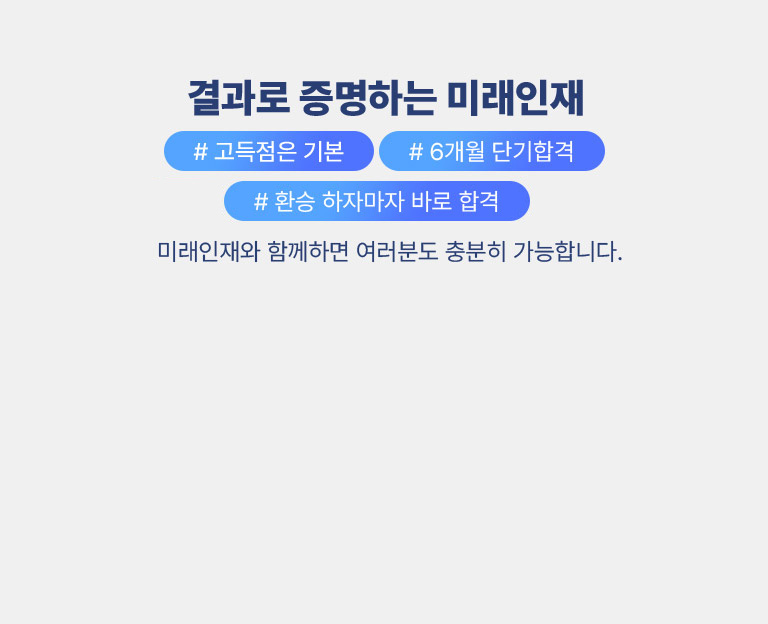 결과로 증명하는 미래인재
# 고득점은 기본 # 6개월 단기합격
# 환승 하자마자 바로 합격
미래인재와 함께하면 여러분도 충분히 가능합니다.